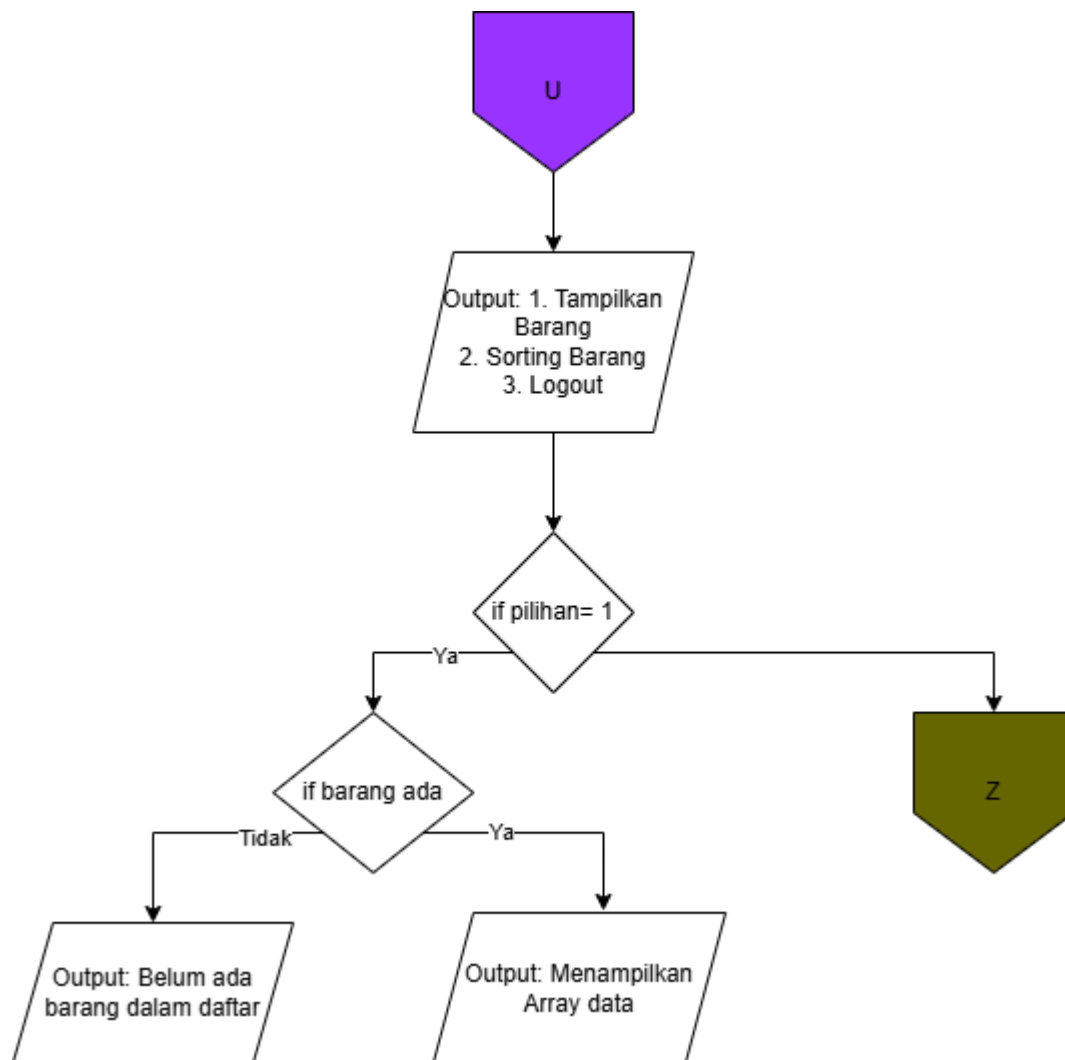 U
Output: 1. Tampilkan
Barang
2. Sorting Barang
3. Logout
if pilihan= 1
Ya
if barang ada
Z
Tidak
Ya
Output: Belum ada
barang dalam daftar
Output: Menampilkan
Array data